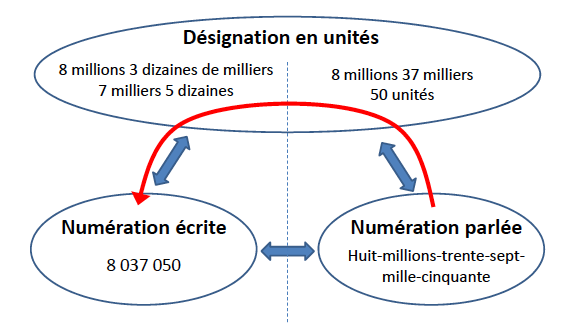 Désignation en unités
8 millions 3 dizaines de milliers
7 milliers 5 dizaines
8 millions 37 milliers
50 unités
Numération écrite
8 037 050
Numération parlée
Huit-millions-trente-sept-
mille-cinquante